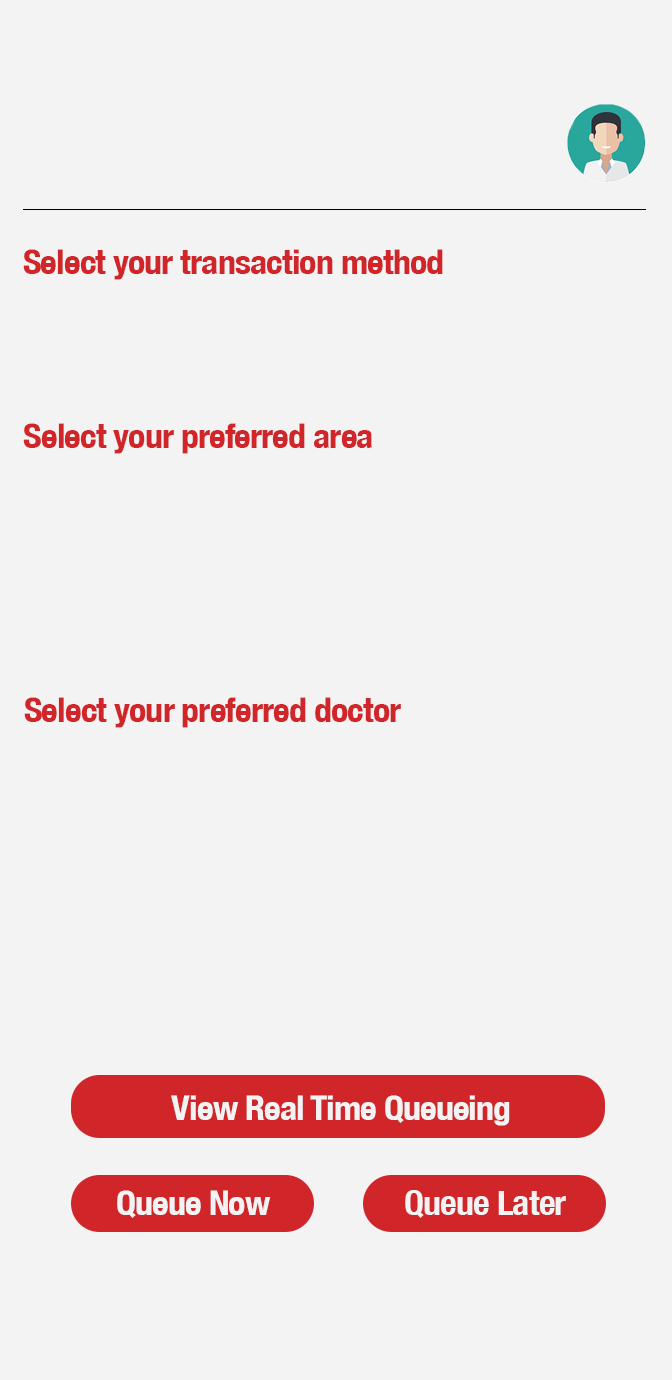 Select your transaction method
Select your preferred area
Select your preferred doctor
View Real Time Queueing
Queue Now
Queue Later